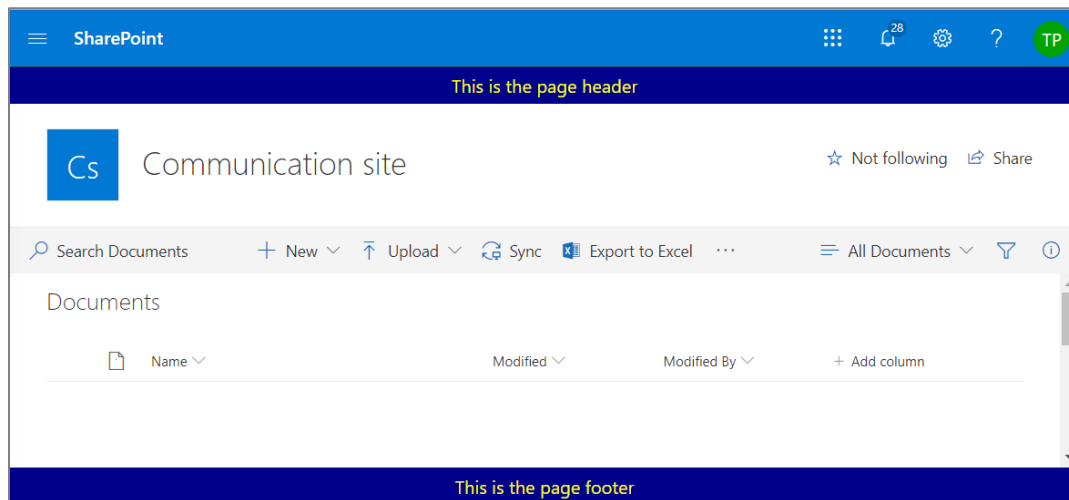 SharePoint 28 ? TP
This is the page header
Cs Communication site Not following Share
Search Documents New Upload Sync Export to Excel ··· All Documents
Documents
Name Modified Modified By + Add column
This is the page footer